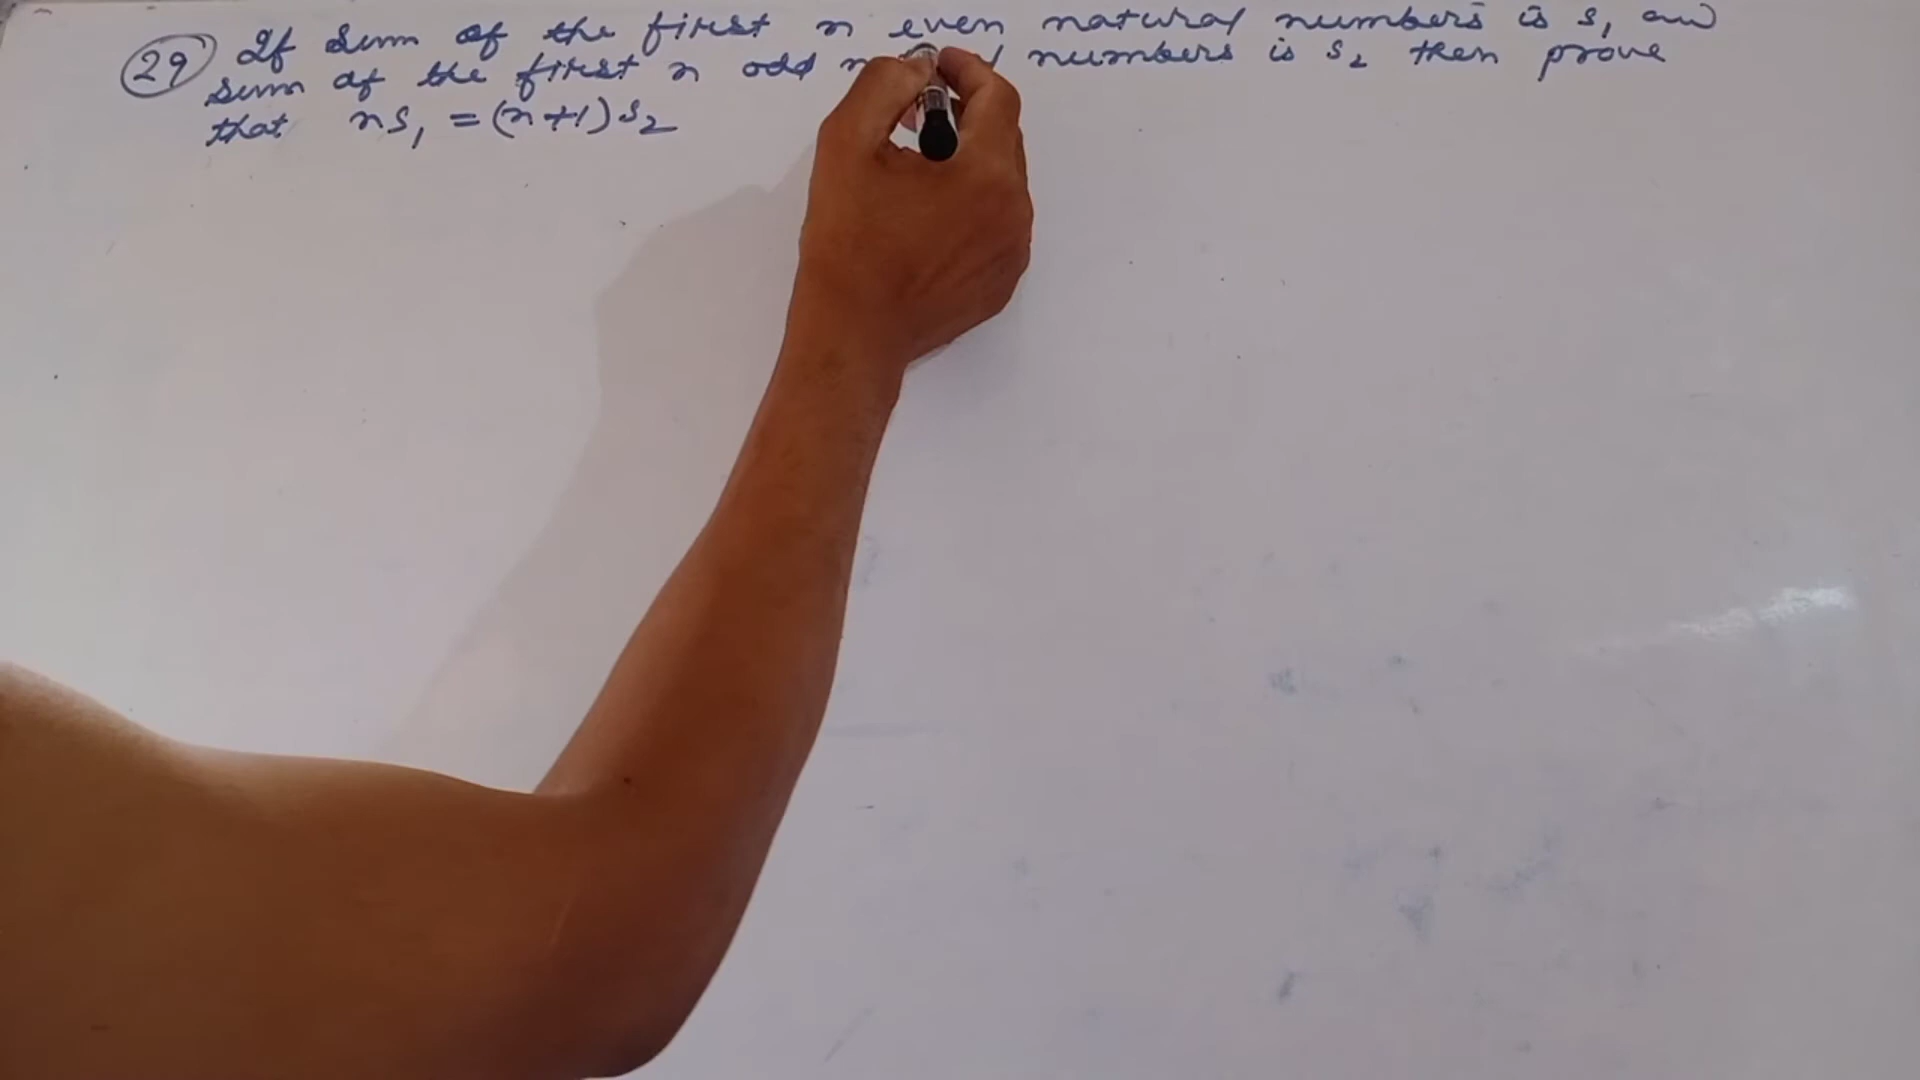 29 If sum of the first n even natural numbers is S₁ and
sum of the first n odd numbers is S₂ then prove
that nS₁ = (n+1)S₂